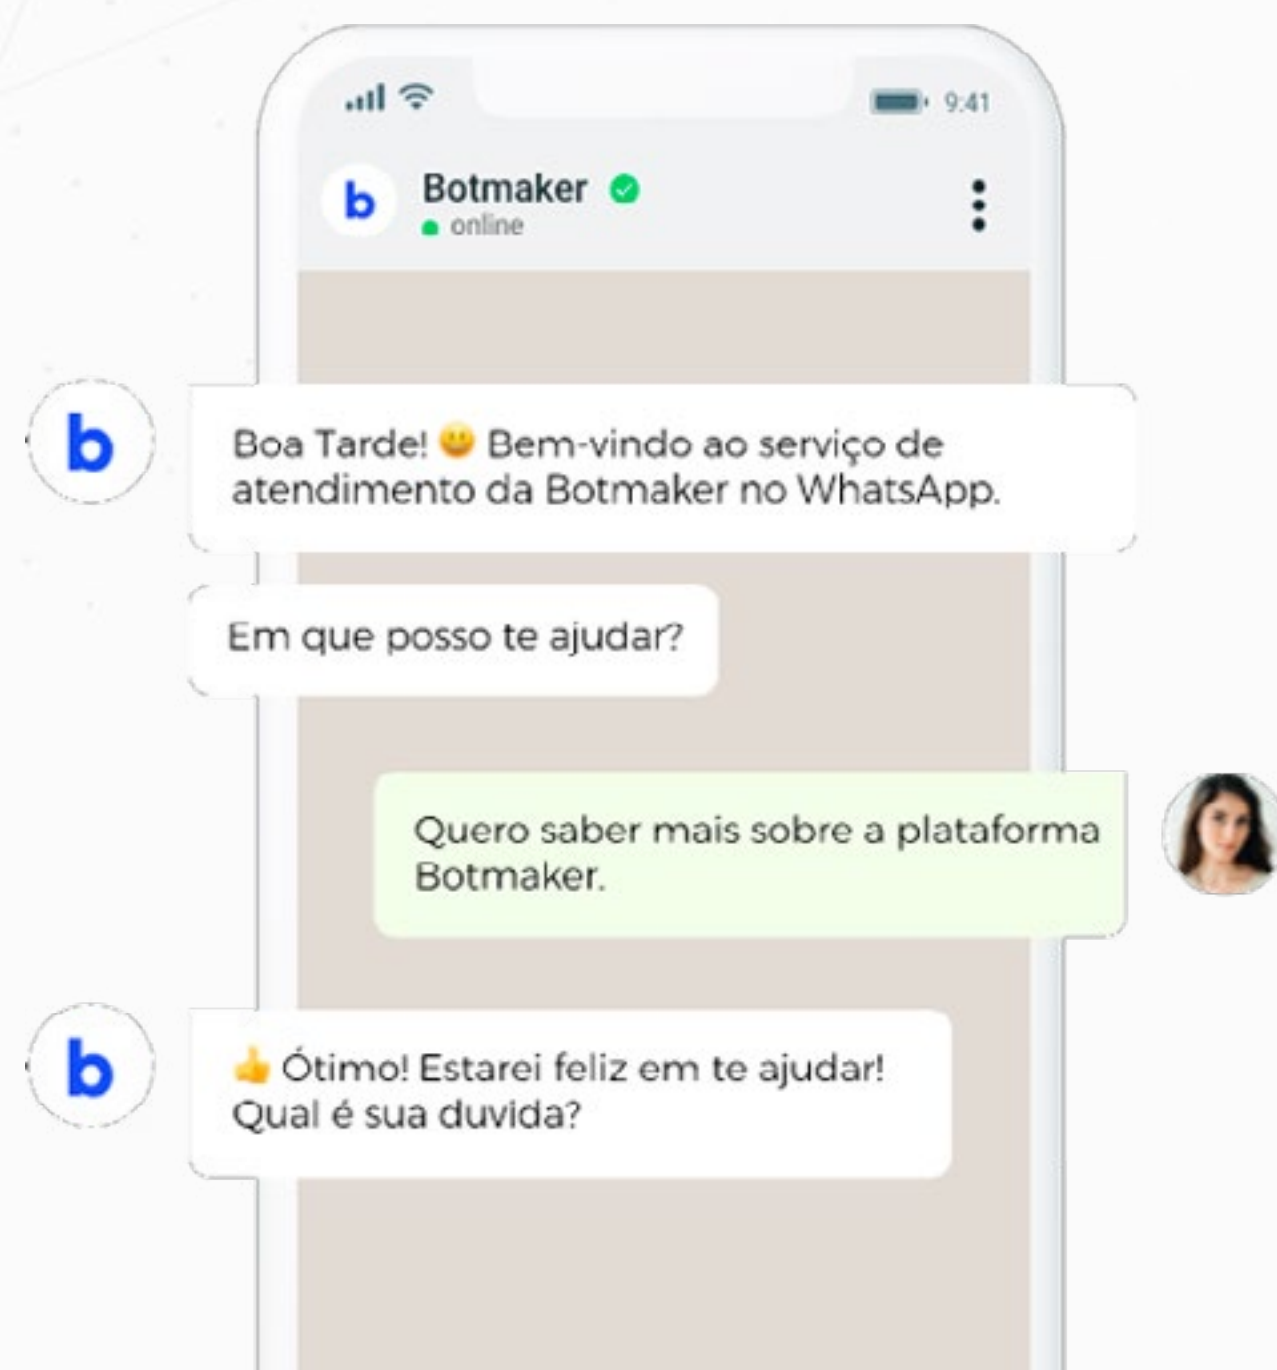 9:41
b
Botmaker
online
b
Boa Tarde! 😃 Bem-vindo ao serviço de
atendimento da Botmaker no WhatsApp.
Em que posso te ajudar?
Quero saber mais sobre a plataforma
Botmaker.
b
👍 Ótimo! Estarei feliz em te ajudar!
Qual é sua duvida?